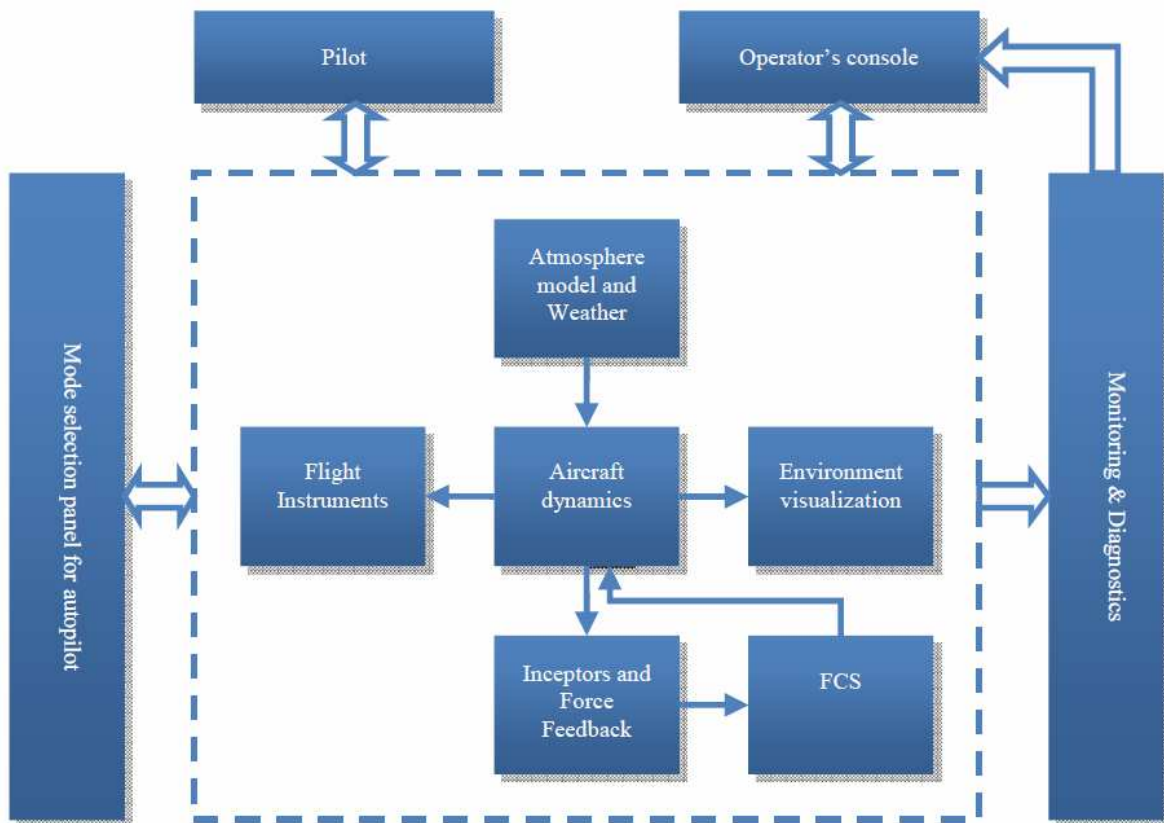 Pilot
Operator's console
Mode selection panel for autopilot
Atmosphere
model and
Weather
Flight
Instruments
Aircraft
dynamics
Environment
visualization
Inceptors and
Force
Feedback
FCS
Monitoring & Diagnostics